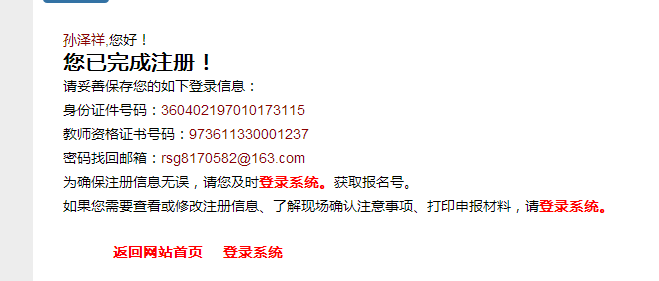 孙泽祥,您好！
您已完成注册！
请妥善保存您的如下登录信息：
身份证件号码：360402197010173115
教师资格证书号码：973611330001237
密码找回邮箱：rsg8170582@163.com
为确保注册信息无误，请您及时登录系统。获取报名号。
如果您需要查看或修改注册信息、了解现场确认注意事项、打印申报材料，请登录系统。
返回网站首页 登录系统